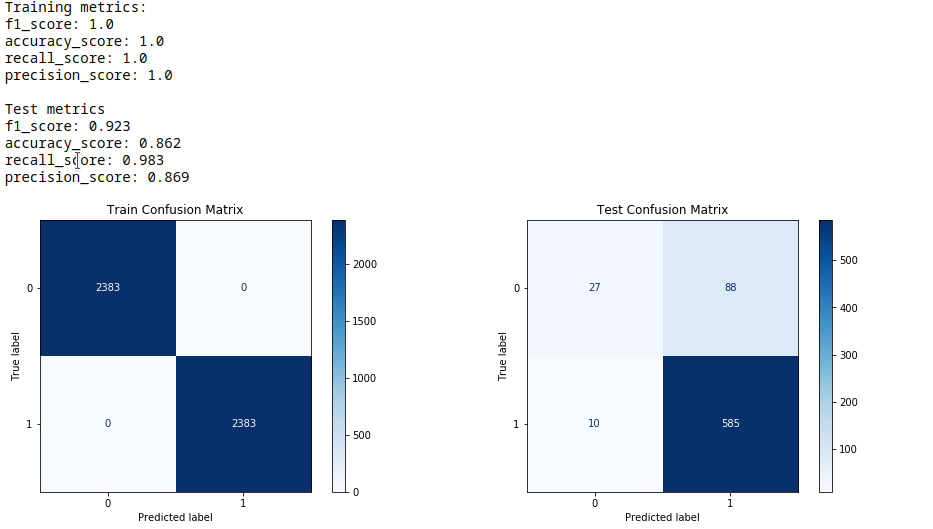 Training metrics:
f1_score: 1.0
accuracy_score: 1.0
recall_score: 1.0
precision_score: 1.0
Test metrics
f1_score: 0.923
accuracy_score: 0.862
recall_score: 0.983
precision_score: 0.869
Train Confusion Matrix
2383 0
0 2383
0
1
True label
0 1
Predicted label
2000
1500
1000
500
0
Test Confusion Matrix
27 88
10 585
0
1
True label
0 1
Predicted label
500
400
300
200
100